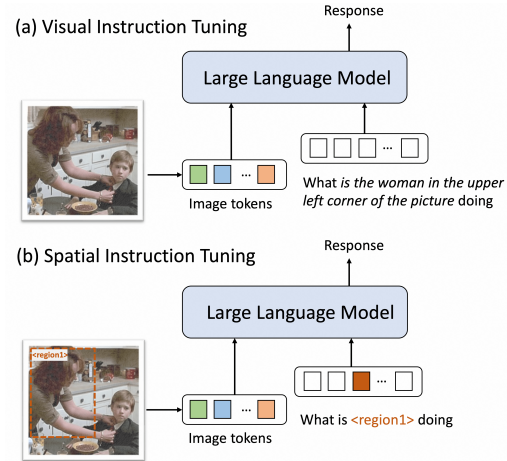 (a) Visual Instruction Tuning
Response
Large Language Model
...
...
Image tokens
What is the woman in the upper
left corner of the picture doing
(b) Spatial Instruction Tuning
Response
Large Language Model
<region1>
...
...
Image tokens
What is <region1> doing